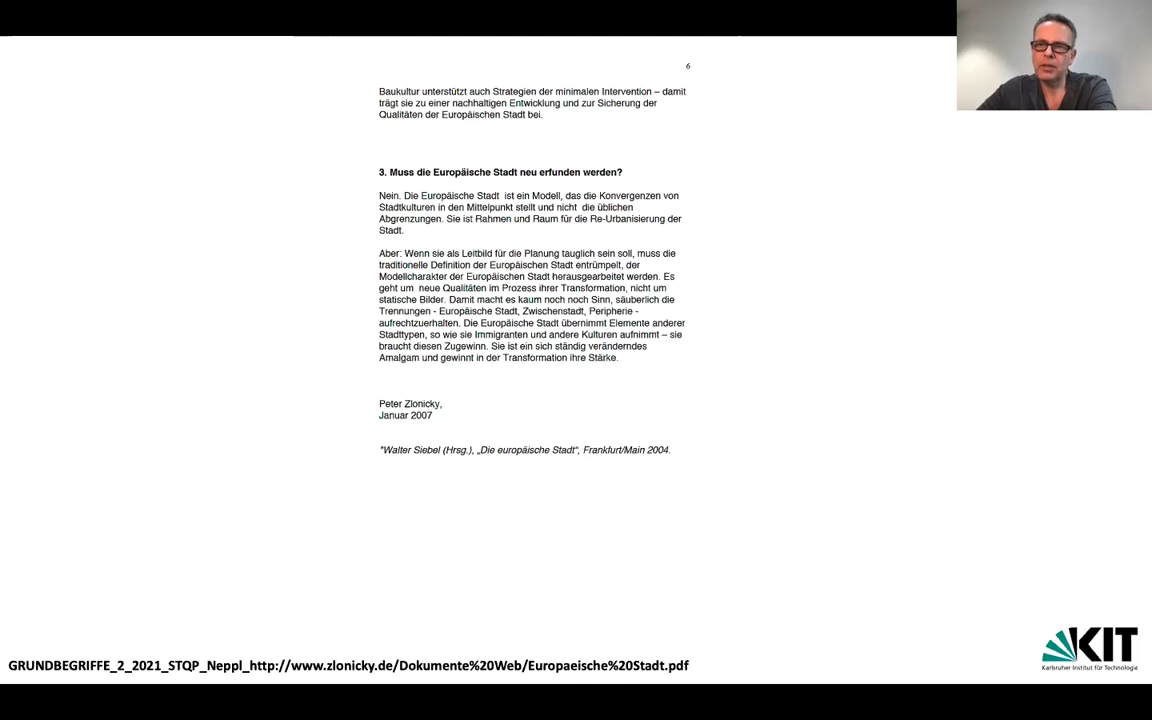 6
Baukultur unterstützt auch Strategien der minimalen Intervention – damit
trägt sie zu einer nachhaltigen Entwicklung und zur Sicherung der
Qualitäten der Europäischen Stadt bei.
3. Muss die Europäische Stadt neu erfunden werden?
Nein. Die Europäische Stadt ist ein Modell, das die Konvergenzen von
Stadtkulturen in den Mittelpunkt stellt und nicht die üblichen
Abgrenzungen. Sie ist Rahmen und Raum für die Re-Urbanisierung der
Stadt.
Aber: Wenn sie als Leitbild für die Planung tauglich sein soll, muss die
traditionelle Definition der Europäischen Stadt entrümpelt, der
Modellcharakter der Europäischen Stadt herausgearbeitet werden. Es
geht um neue Qualitäten im Prozess ihrer Transformation, nicht um
statische Bilder. Damit macht es kaum noch noch Sinn, säuberlich die
Trennungen - Europäische Stadt, Zwischenstadt, Peripherie -
aufrechtzuerhalten. Die Europäische Stadt übernimmt Elemente anderer
Stadttypen, so wie sie Immigranten und andere Kulturen aufnimmt – sie
braucht diesen Zugewinn. Sie ist ein sich ständig veränderndes
Amalgam und gewinnt in der Transformation ihre Stärke.
Peter Zlonicky,
Januar 2007
*Walter Siebel (Hrsg.), „Die europäische Stadt“, Frankfurt/Main 2004.
KIT
Karlsruher Institut für Technologie
GRUNDBEGRIFFE_2_2021_STQP_Neppl_http://www.zlonicky.de/Dokumente%20Web/Europaeische%20Stadt.pdf